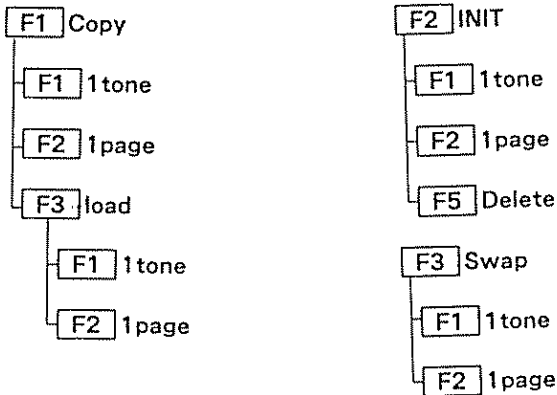 F1 Copy
F1 1tone
F2 1page
F3 load
F1 1tone
F2 1page
F2 INIT
F1 1tone
F2 1page
F5 Delete
F3 Swap
F1 1tone
F2 1page